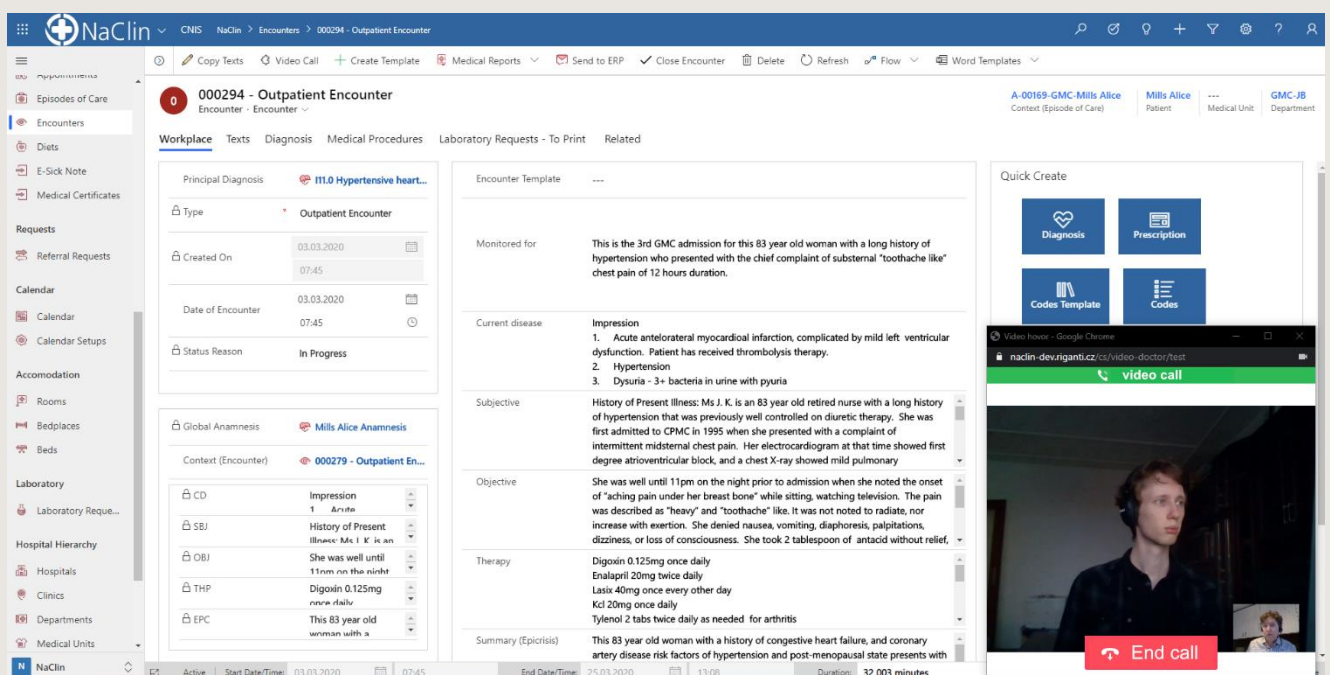 NaClin CNIS NaClin > Encounters > 000294 - Outpatient Encounter
Appointments
Episodes of Care
Encounters
Diets
E-Sick Note
Medical Certificates
Requests
Referral Requests
Calendar
Calendar
Calendar Setups
Accomodation
Rooms
Bedplaces
Beds
Laboratory
Laboratory Reque...
Hospital Hierarchy
Hospitals
Clinics
Departments
Medical Units
N NaClin
Copy Texts Video Call Create Template Medical Reports Send to ERP Close Encounter Delete Refresh Flow Word Templates
O 000294 - Outpatient Encounter
Encounter · Encounter
A-00169-GMC-Mills Alice Mills Alice --- GMC-JB
Context (Episode of Care) Patient Medical Unit Department
Workplace Texts Diagnosis Medical Procedures Laboratory Requests - To Print Related
Principal Diagnosis I11.0 Hypertensive heart...
Type * Outpatient Encounter
Created On 03.03.2020
07:45
Date of Encounter 03.03.2020
07:45
Status Reason In Progress
Global Anamnesis Mills Alice Anamnesis
Context (Encounter) 000279 - Outpatient En...
CD Impression
1 Acute
SBJ History of Present
Illness: Ms J. K. is an
OBJ She was well until
11pm on the night
THP Digoxin 0.125mg
once daily
EPC This 83 year old
woman with a
Encounter Template ---
Monitored for This is the 3rd GMC admission for this 83 year old woman with a long history of
hypertension who presented with the chief complaint of substernal "toothache like"
chest pain of 12 hours duration.
Current disease Impression
1. Acute antelorateral myocardial infarction, complicated by mild left ventricular
dysfunction. Patient has received thrombolysis therapy.
2. Hypertension
3. Dysuria - 3+ bacteria in urine with pyuria
Subjective History of Present Illness: Ms J. K. is an 83 year old retired nurse with a long history
of hypertension that was previously well controlled on diuretic therapy. She was
first admitted to CPMC in 1995 when she presented with a complaint of
intermittent midsternal chest pain. Her electrocardiogram at that time showed first
degree atrioventricular block, and a chest X-ray showed mild pulmonary
Objective She was well until 11pm on the night prior to admission when she noted the onset
of "aching pain under her breast bone" while sitting, watching television. The pain
was described as "heavy" and "toothache" like. It was not noted to radiate, nor
increase with exertion. She denied nausea, vomiting, diaphoresis, palpitations,
dizziness, or loss of consciousness. She took 2 tablespoon of antacid without relief,
Therapy Digoxin 0.125mg once daily
Enalapril 20mg twice daily
Lasix 40mg once every other day
Kcl 20mg once daily
Tylenol 2 tabs twice daily as needed for arthritis
Summary (Epicrisis) This 83 year old woman with a history of congestive heart failure, and coronary
artery disease risk factors of hypertension and post-menopausal state presents with
Quick Create
Diagnosis Prescription
Codes Template Codes
Video hovor - Google Chrome
naclin-dev.riganti.cz/cs/video-doctor/test
video call
End call
Active Start Date/Time: 03.03.2020 07:45 End Date/Time: 25.03.2020 13:08 Duration: 32 003 minutes